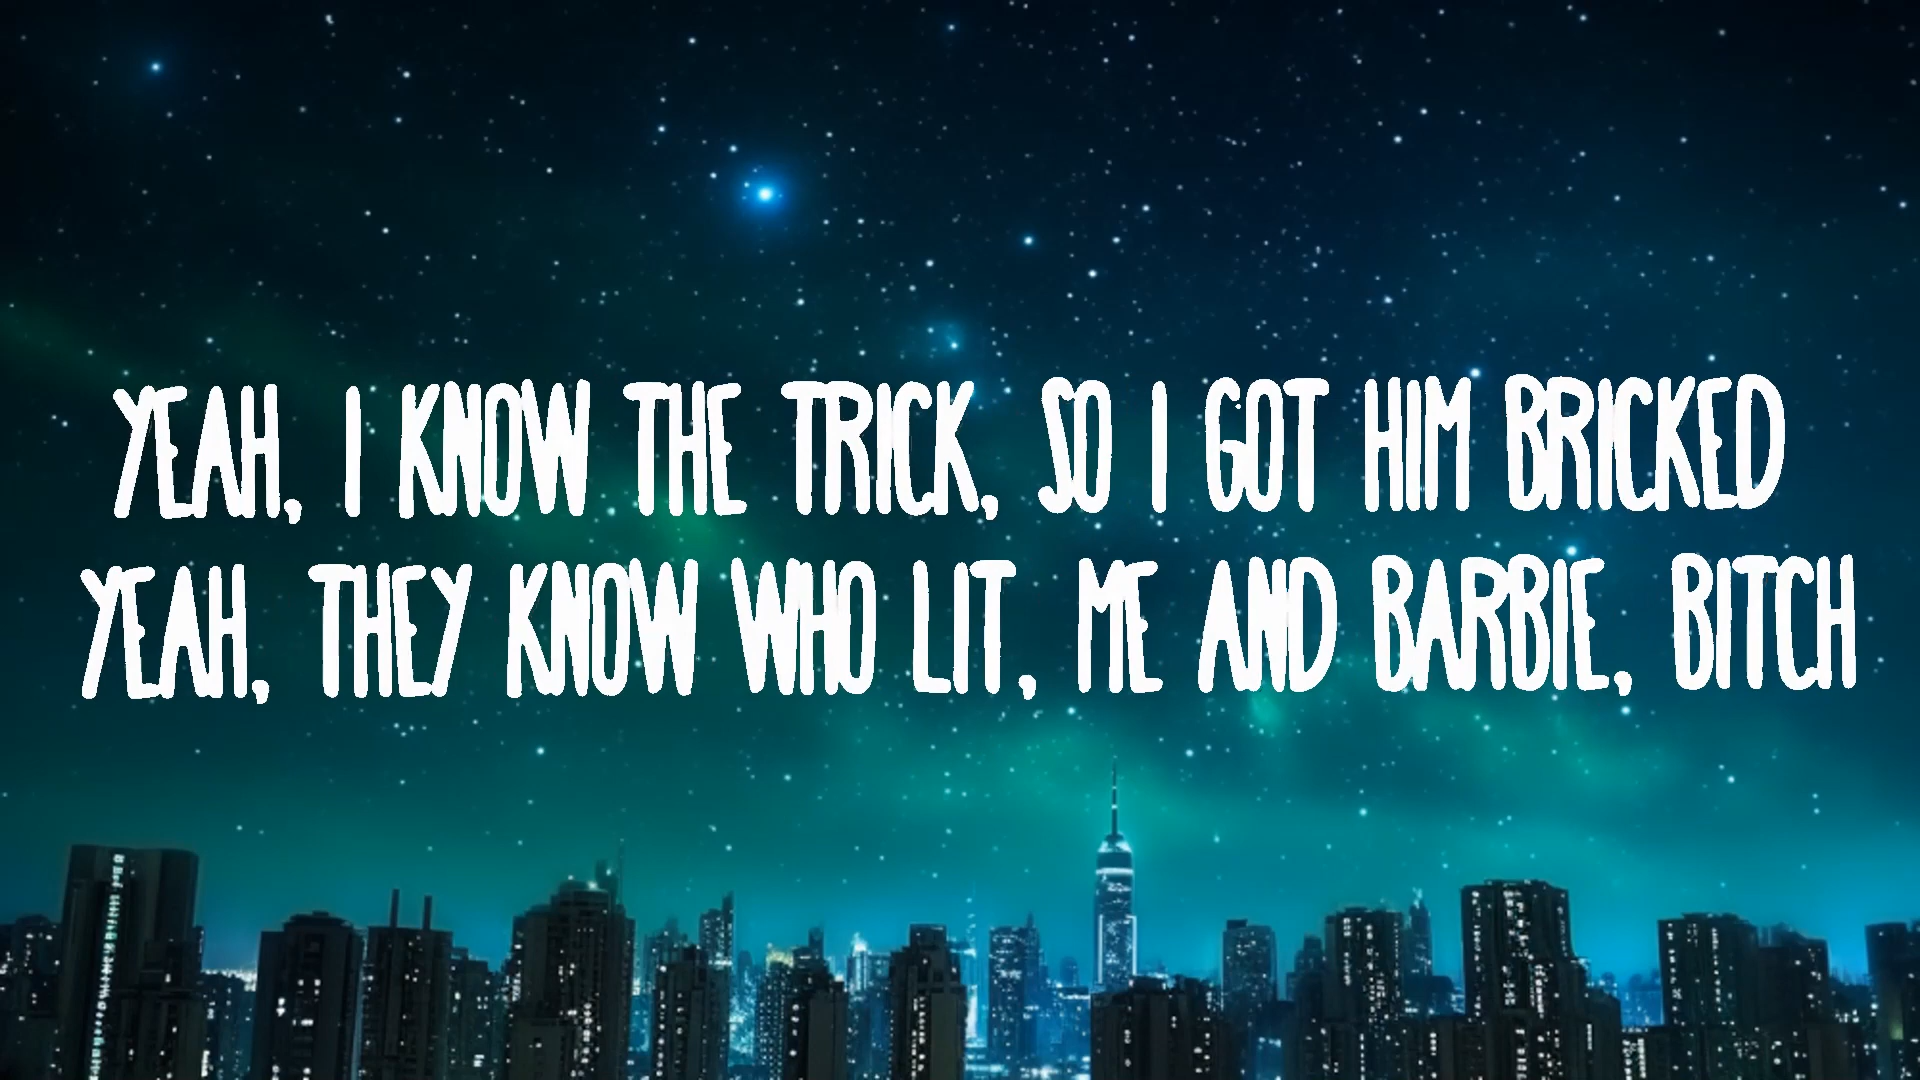 YEAH, I KNOW THE TRICK, SO I GOT HIM BRICKED
YEAH, THEY KNOW WHO LIT, ME AND BARBIE, BITCH